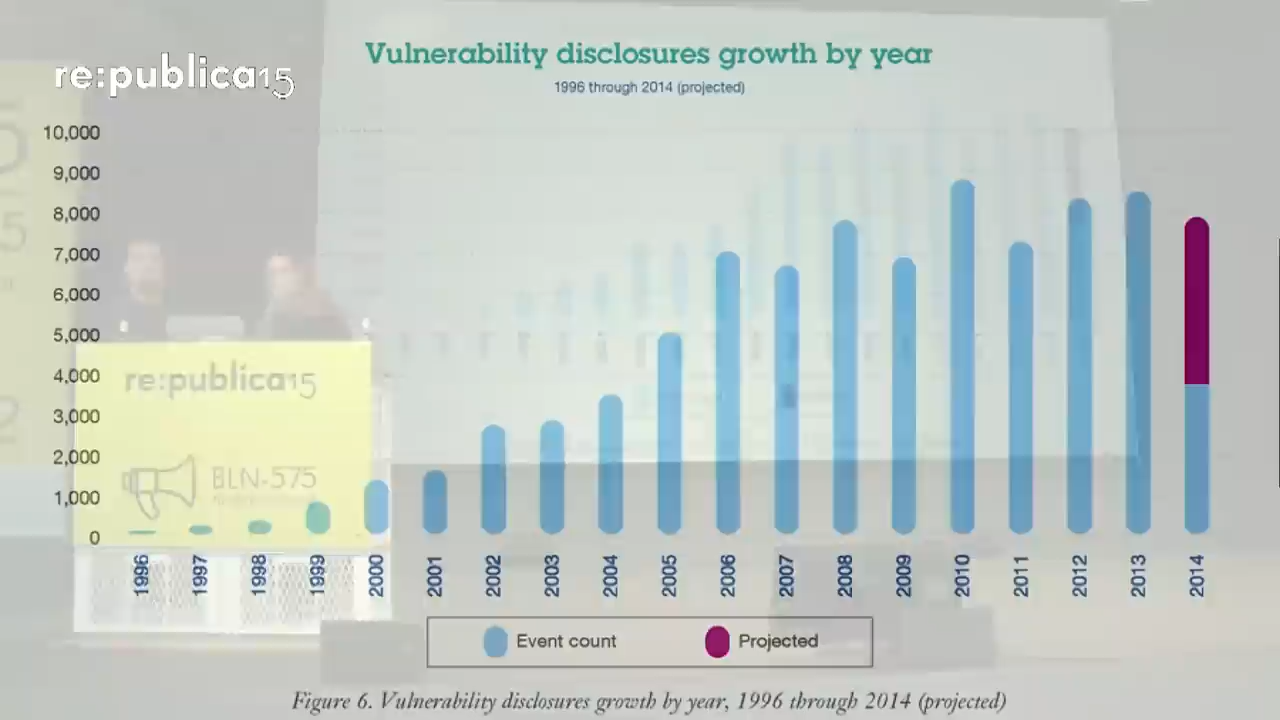 Vulnerability disclosures growth by year
re:publica15
1996 through 2014 (projected)
10,000
9,000
8,000
7,000
6,000
5,000
4,000
3,000
2,000
1,000
0
re:publica15
BLN-575
1996 1997 1998 1999 2000 2001 2002 2003 2004 2005 2006 2007 2008 2009 2010 2011 2012 2013 2014
Event count Projected
Figure 6. Vulnerability disclosures growth by year, 1996 through 2014 (projected)